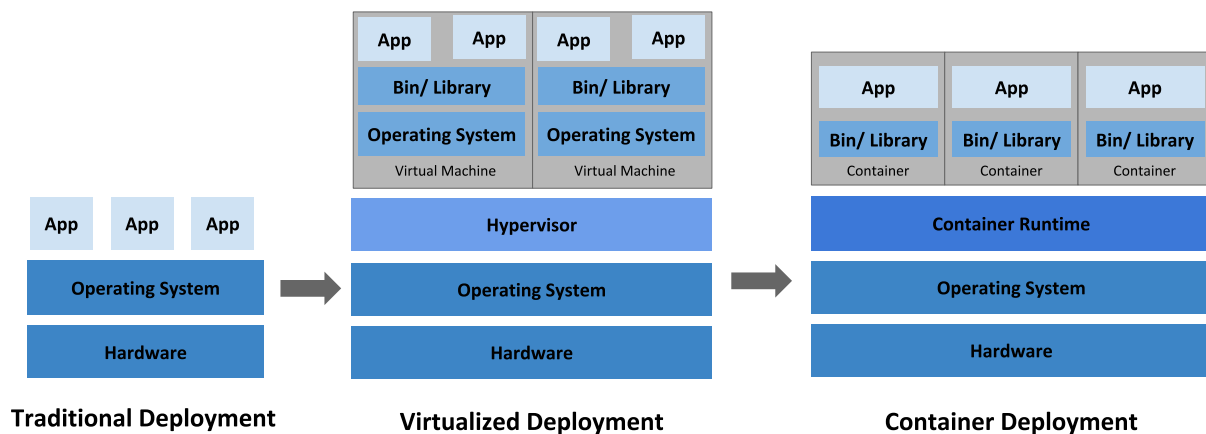 App App App
Operating System
Hardware
Traditional Deployment
App App App App
Bin/ Library Bin/ Library
Operating System Operating System
Virtual Machine Virtual Machine
Hypervisor
Operating System
Hardware
Virtualized Deployment
App App App
Bin/ Library Bin/ Library Bin/ Library
Container Container Container
Container Runtime
Operating System
Hardware
Container Deployment